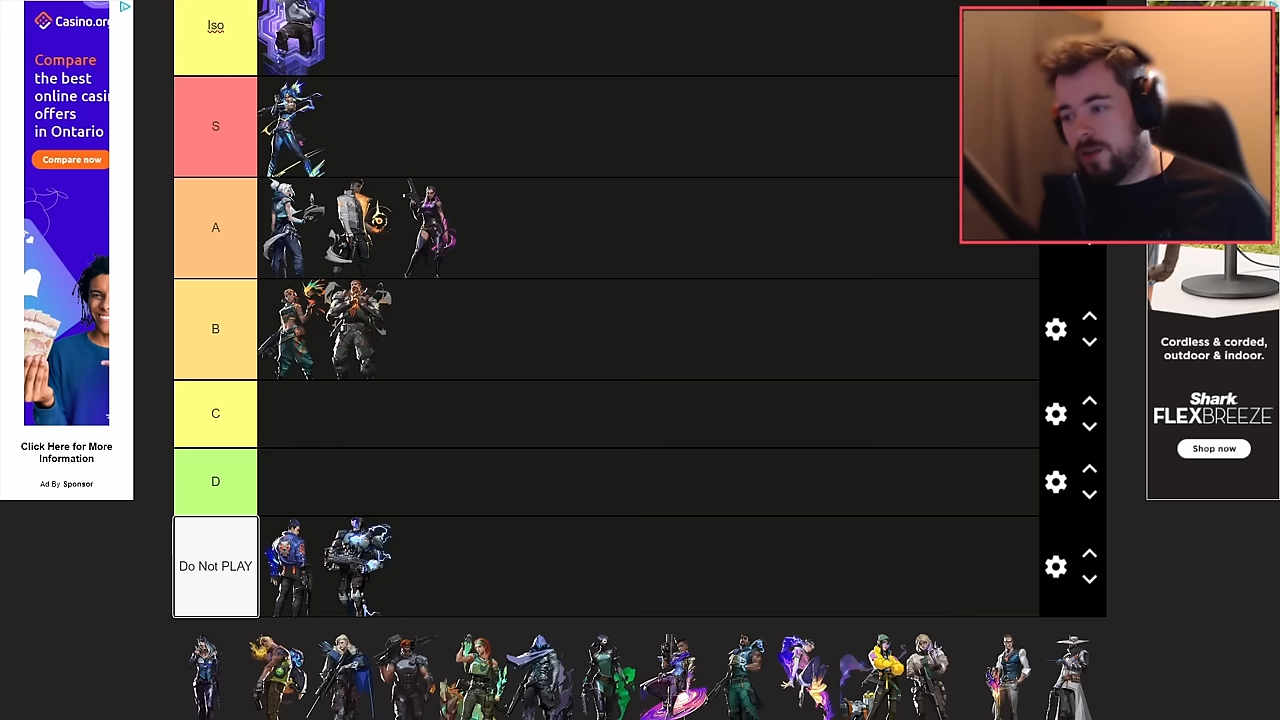 Casino.org
Compare
the best
online casi
offers
in Ontario
Compare now
Click Here for More
Information
Ad By Sponsor
Iso
S
A
B
C
D
Do Not PLAY
Cordless & corded,
outdoor & indoor.
Shark
FLEXBREEZE
Shop now